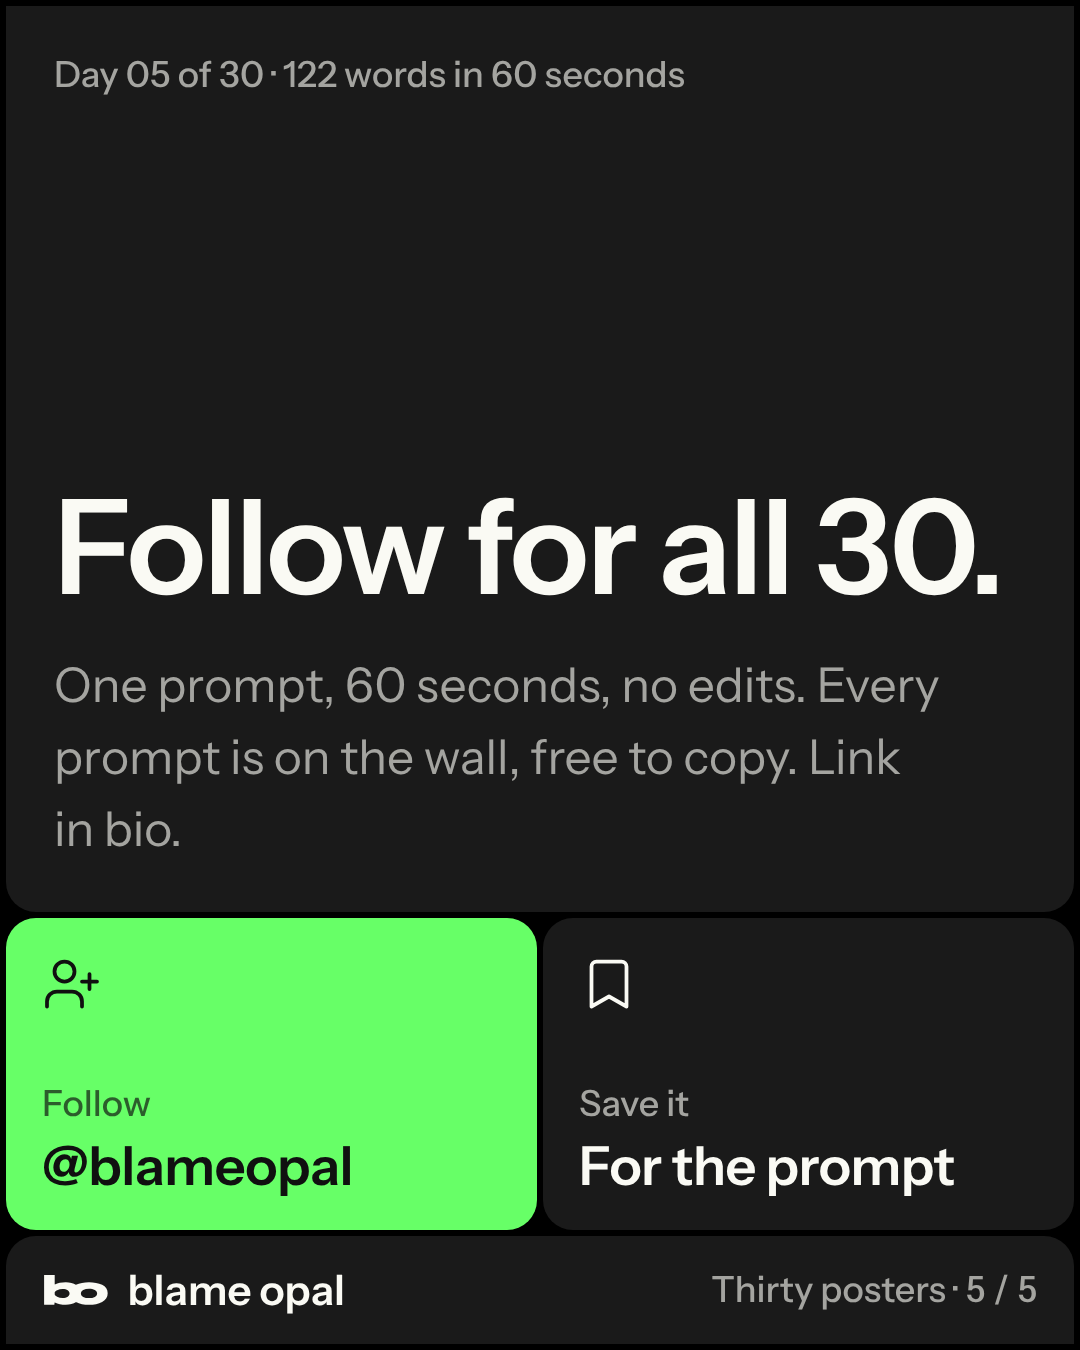 Day 05 of 30 · 122 words in 60 seconds
Follow for all 30.
One prompt, 60 seconds, no edits. Every
prompt is on the wall, free to copy. Link
in bio.
Follow
@blameopal
Save it
For the prompt
bo blame opal
Thirty posters · 5 / 5